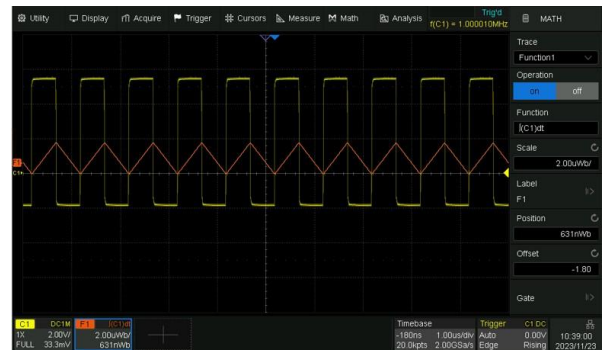 Utility Display Acquire Trigger Cursors Measure Math Analysis
Trig'd
f(C1) = 1.000010MHz
MATH
Trace
Function1
Operation
on off
Function
∫(C1)dt
Scale
2.00uWb/
Label
F1
Position
631nWb
Offset
-1.80
Gate
F1
C1
C1 DC1M
1X 2.00V/
FULL 33.3mV
F1 ∫(C1)dt
2.00uWb/
631nWb
Timebase
-180ns 1.00us/div
20.0kpts 2.00GSa/s
Trigger C1 DC
Auto 0.00V
Edge Rising
10:39:00
2023/11/23